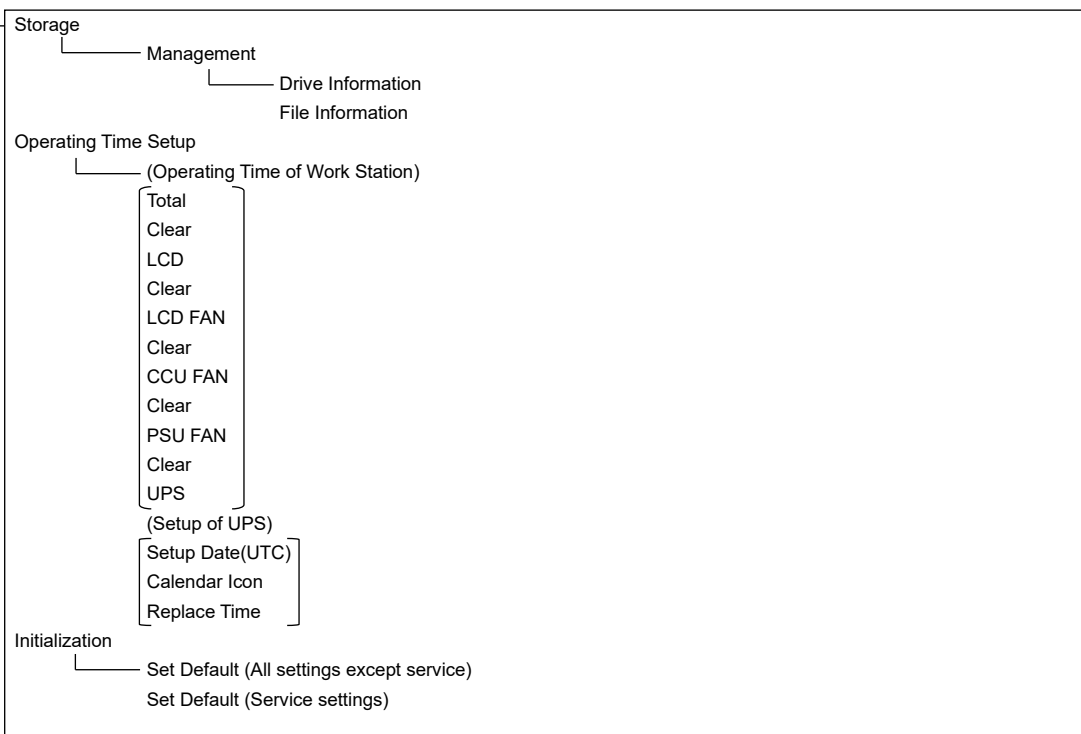 Storage
Management
Drive Information
File Information
Operating Time Setup
(Operating Time of Work Station)
Total
Clear
LCD
Clear
LCD FAN
Clear
CCU FAN
Clear
PSU FAN
Clear
UPS
(Setup of UPS)
Setup Date(UTC)
Calendar Icon
Replace Time
Initialization
Set Default (All settings except service)
Set Default (Service settings)